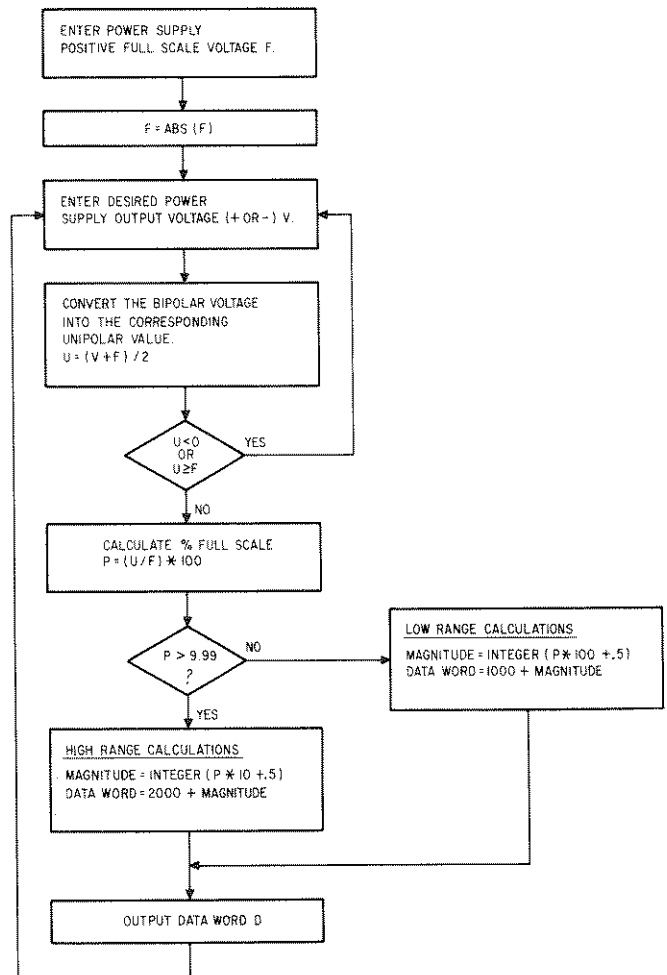 ENTER POWER SUPPLY
POSITIVE FULL SCALE VOLTAGE F.
F = ABS (F)
ENTER DESIRED POWER
SUPPLY OUTPUT VOLTAGE (+ OR -) V.
CONVERT THE BIPOLAR VOLTAGE
INTO THE CORRESPONDING
UNIPOLAR VALUE.
U = (V + F) / 2
U < 0
OR
U ≥ F
YES
NO
CALCULATE % FULL SCALE
P = (U/F) * 100
P > 9.99
?
NO
YES
LOW RANGE CALCULATIONS
MAGNITUDE = INTEGER (P * 100 + .5)
DATA WORD = 1000 + MAGNITUDE
HIGH RANGE CALCULATIONS
MAGNITUDE = INTEGER (P * 10 + .5)
DATA WORD = 2000 + MAGNITUDE
OUTPUT DATA WORD D